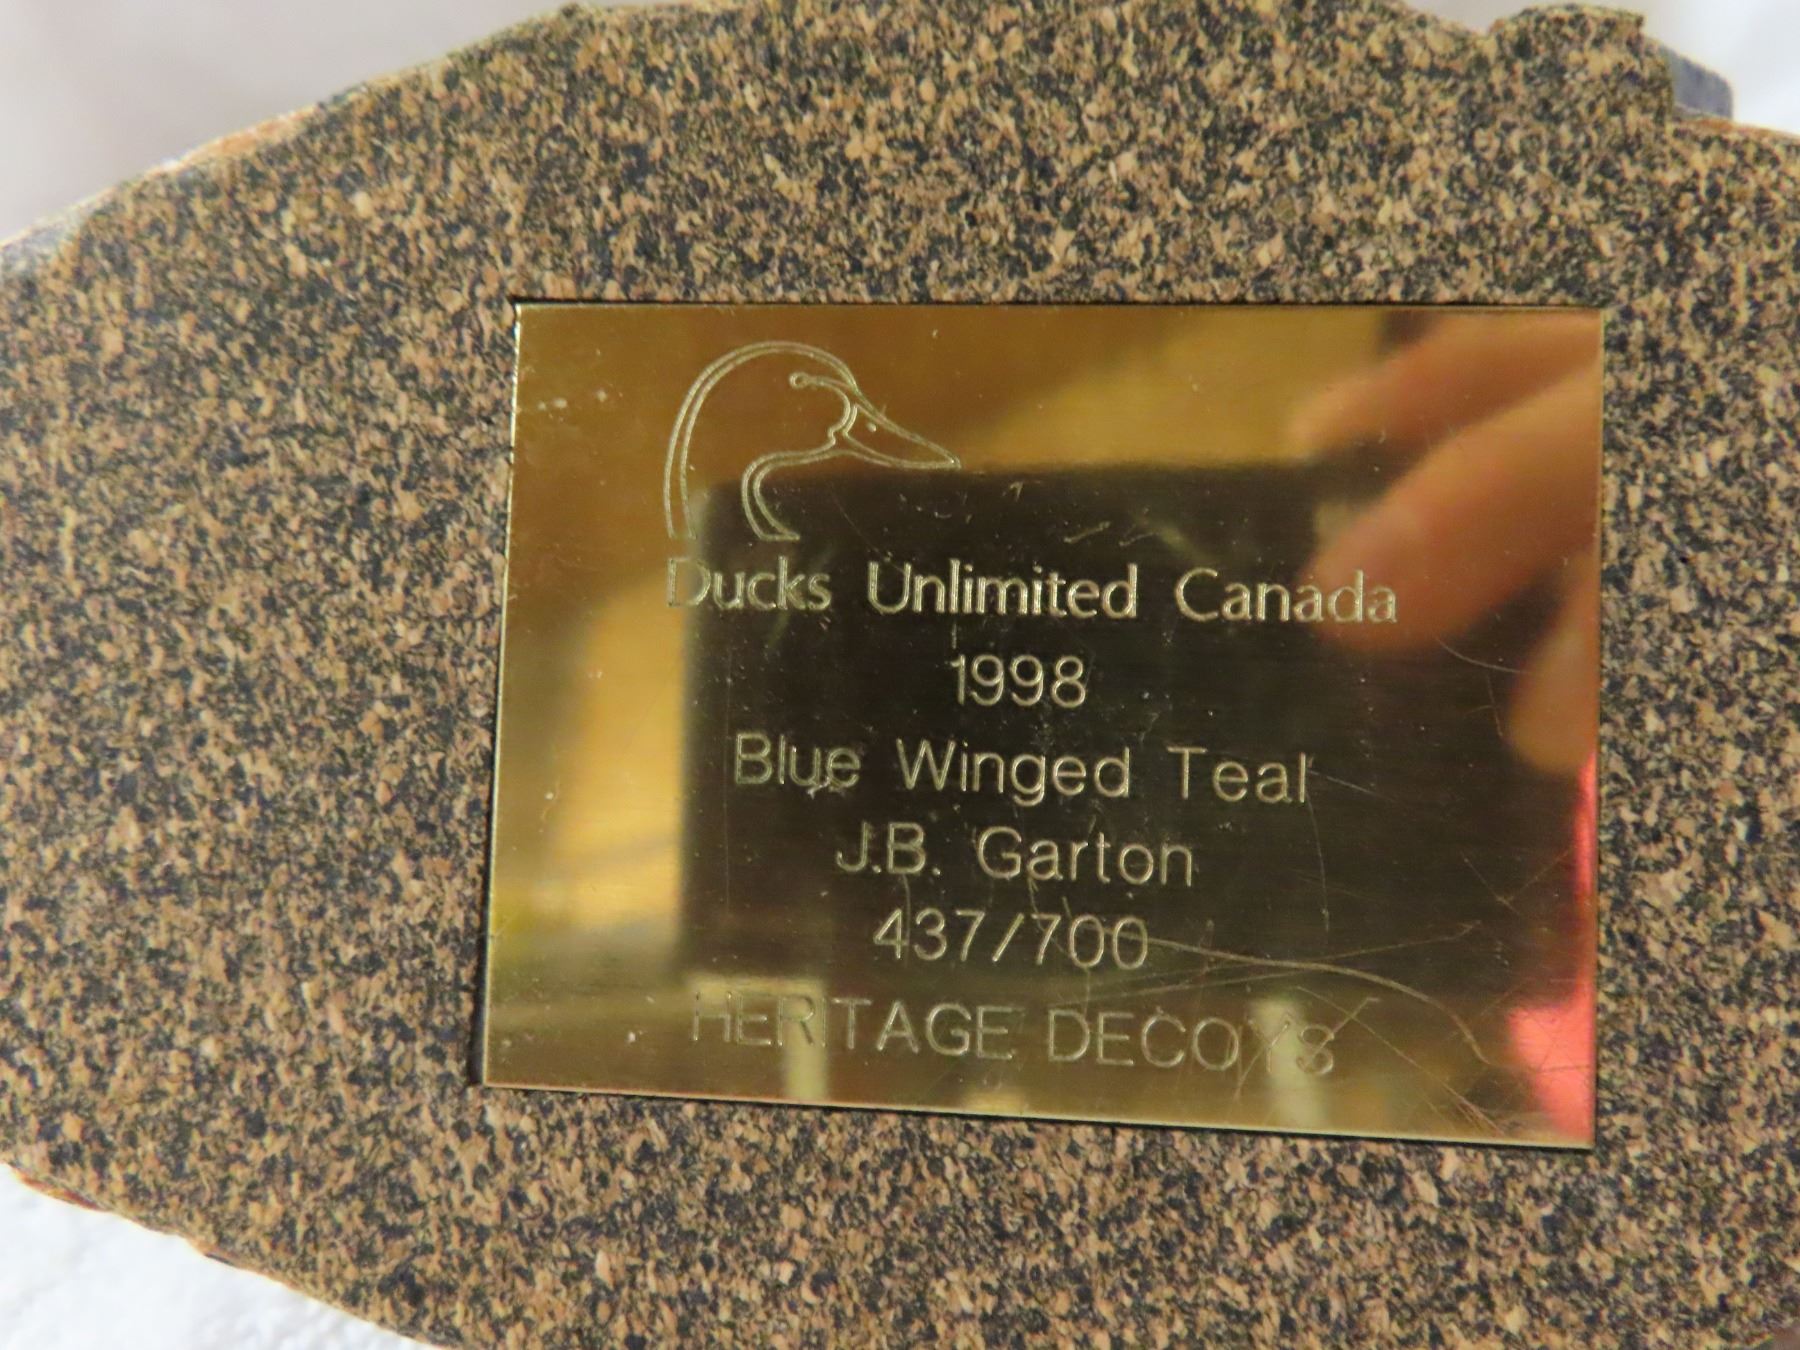 Ducks Unlimited Canada
1998
Blue Winged Teal
J.B. Garton
437/700
HERITAGE DECOYS